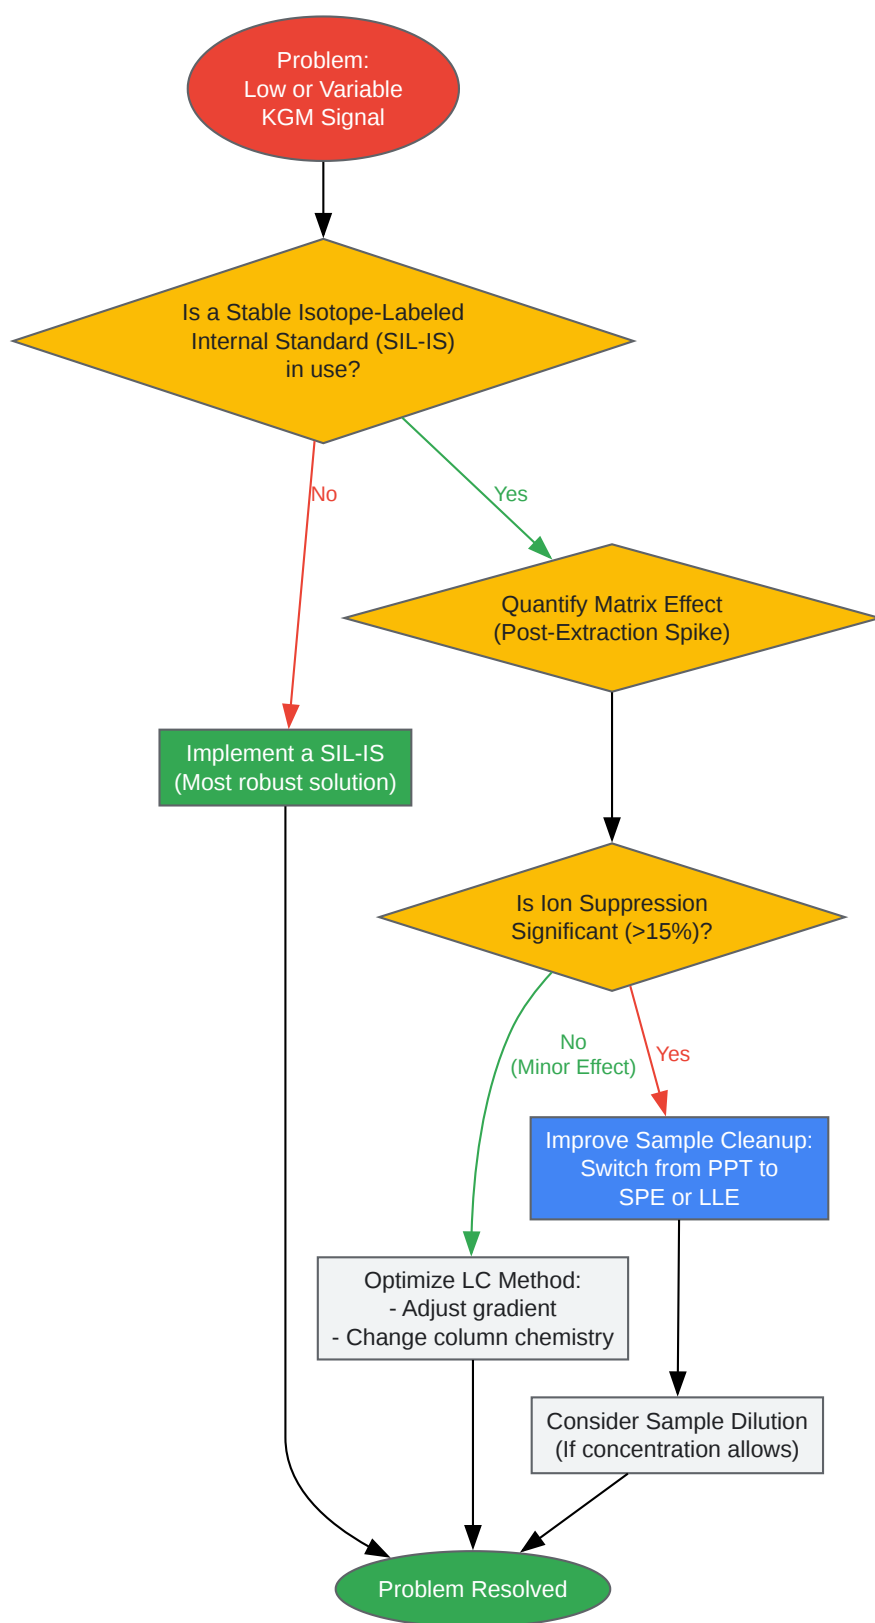 Problem:
Low or Variable
KGM Signal
Is a Stable Isotope-Labeled
Internal Standard (SIL-IS)
in use?
No
Yes
Quantify Matrix Effect
(Post-Extraction Spike)
Implement a SIL-IS
(Most robust solution)
Is Ion Suppression
Significant (>15%)?
No
(Minor Effect)
Yes
Improve Sample Cleanup:
Switch from PPT to
SPE or LLE
Optimize LC Method:
- Adjust gradient
- Change column chemistry
Consider Sample Dilution
(If concentration allows)
Problem Resolved